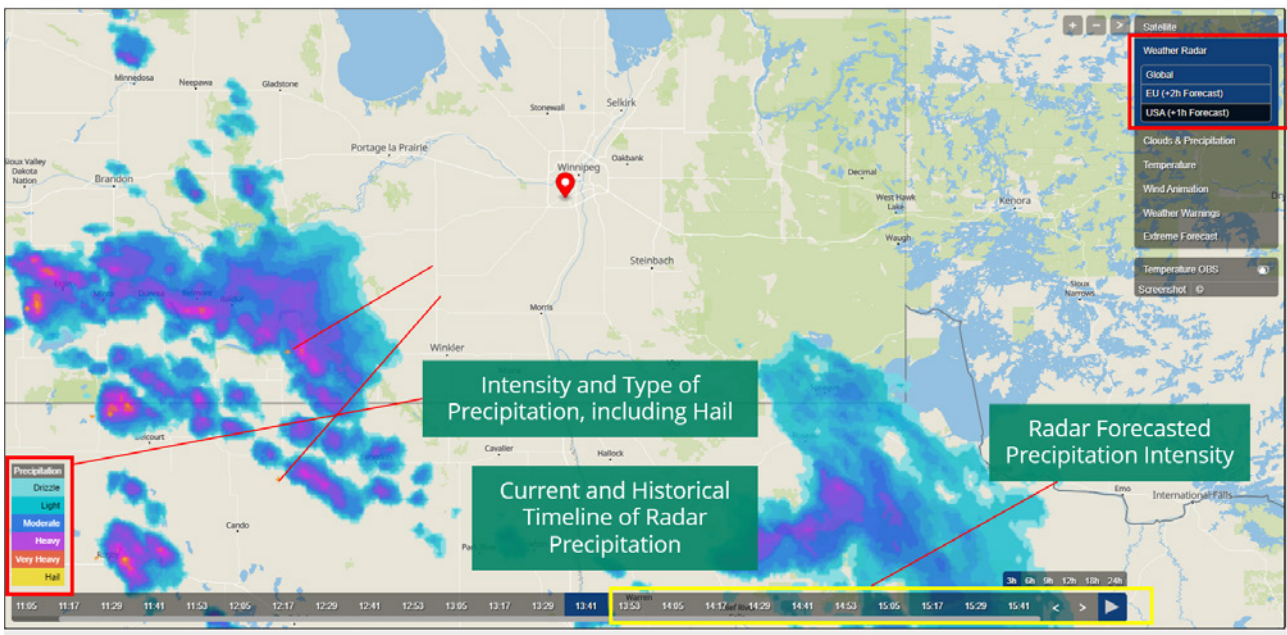 Minnedosa
Neepawa
Gladstone
Stonewall
Selkirk
Portage la Prairie
Winnipeg
Oakbank
Sioux Valley
Dakota
Nation
Brandon
Decimal
West Hawk
Lake
Kenora
Waugh
Steinbach
Sioux
Narrows
Morris
Winkler
Cavalier
Hallock
Cando
Emo
International Falls
Warren
+ − >
Satellite
Weather Radar
Global
EU (+2h Forecast)
USA (+1h Forecast)
Clouds & Precipitation
Temperature
Wind Animation
Weather Warnings
Extreme Forecast
Temperature OBS
Screenshot ©
Intensity and Type of
Precipitation, including Hail
Radar Forecasted
Precipitation Intensity
Current and Historical
Timeline of Radar
Precipitation
Precipitation
Drizzle
Light
Moderate
Heavy
Very Heavy
Hail
3h 6h 9h 12h 18h 24h
11:05 11:17 11:29 11:41 11:53 12:05 12:17 12:29 12:41 12:53 13:05 13:17 13:29 13:41 13:53 14:05 14:17 14:29 14:41 14:53 15:05 15:17 15:29 15:41 < >